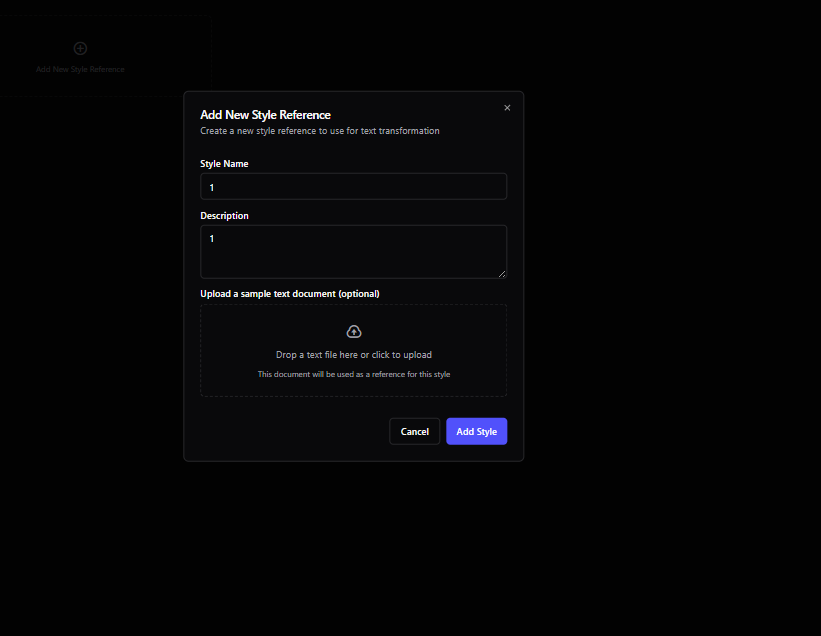 Add New Style Reference
Add New Style Reference
Create a new style reference to use for text transformation
Style Name
1
Description
1
Upload a sample text document (optional)
Drop a text file here or click to upload
This document will be used as a reference for this style
Cancel
Add Style